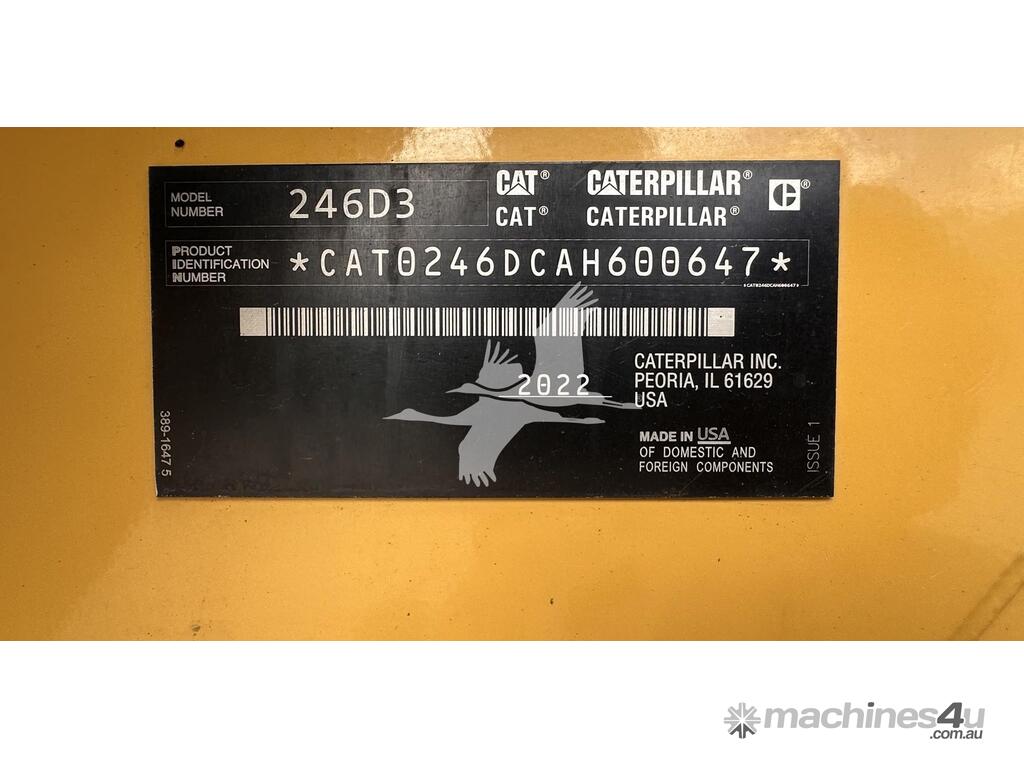 MODEL
NUMBER
246D3
CAT® CATERPILLAR® C®
CAT® CATERPILLAR®
PRODUCT
IDENTIFICATION
NUMBER
*CAT0246DCAH600647*
*CAT0246DCAH600647*
2022
CATERPILLAR INC.
PEORIA, IL 61629
USA
MADE IN USA
OF DOMESTIC AND
FOREIGN COMPONENTS
389-1647 5
ISSUE 1
machines4u
.com.au